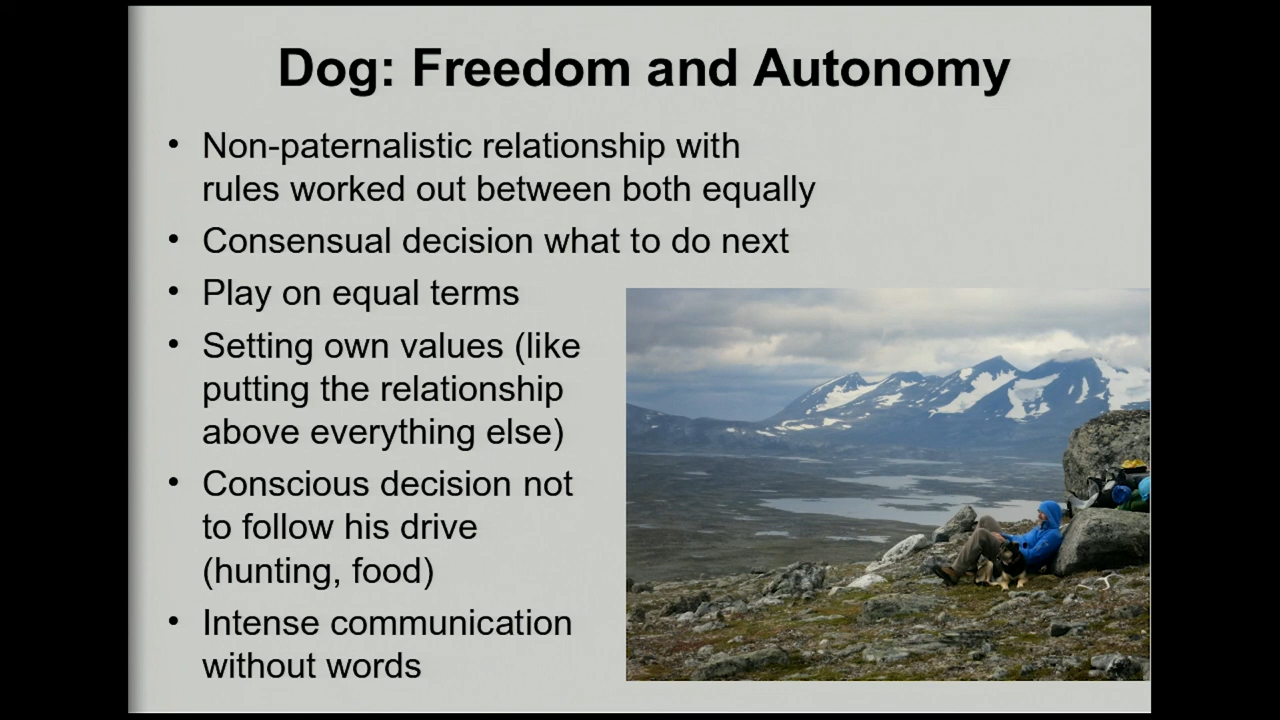 Dog: Freedom and Autonomy
• Non-paternalistic relationship with
rules worked out between both equally
• Consensual decision what to do next
• Play on equal terms
• Setting own values (like
putting the relationship
above everything else)
• Conscious decision not
to follow his drive
(hunting, food)
• Intense communication
without words